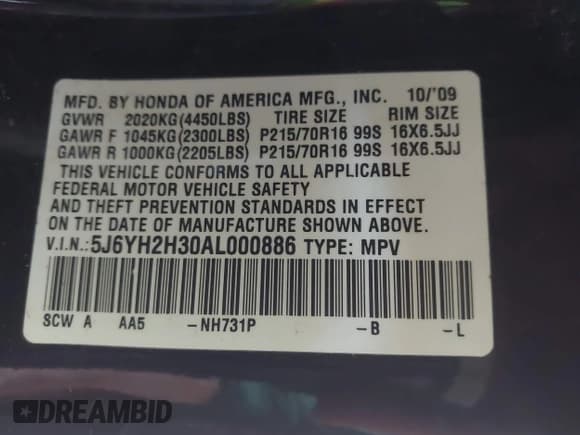 MFD. BY HONDA OF AMERICA MFG., INC. 10/'09
GVWR 2020KG(4450LBS) TIRE SIZE RIM SIZE
GAWR F 1045KG(2300LBS) P215/70R16 99S 16X6.5JJ
GAWR R 1000KG(2205LBS) P215/70R16 99S 16X6.5JJ
THIS VEHICLE CONFORMS TO ALL APPLICABLE
FEDERAL MOTOR VEHICLE SAFETY
AND THEFT PREVENTION STANDARDS IN EFFECT
ON THE DATE OF MANUFACTURE SHOWN ABOVE.
V.I.N.:5J6YH2H30AL000886 TYPE: MPV
SCW A AA5 -NH731P -B -L
DREAMBID